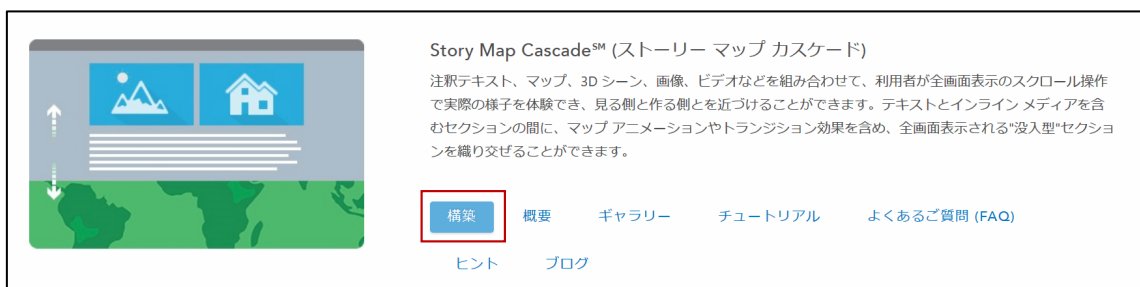 Story Map Cascade℠ (ストーリー マップ カスケード)
注釈テキスト、マップ、3D シーン、画像、ビデオなどを組み合わせて、利用者が全画面表示のスクロール操作
で実際の様子を体験でき、見る側と作る側とを近づけることができます。テキストとインライン メディアを含
むセクションの間に、マップ アニメーションやトランジション効果を含め、全画面表示される"没入型"セクショ
ンを織り交ぜることができます。
構築 概要 ギャラリー チュートリアル よくあるご質問 (FAQ)
ヒント ブログ